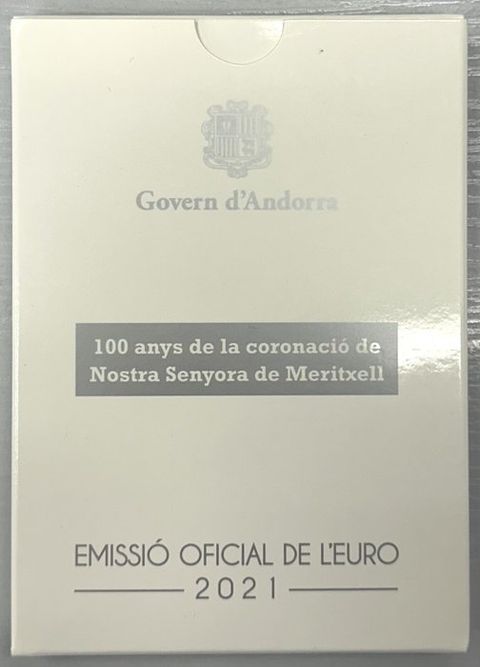 Govern d'Andorra
100 anys de la coronació de
Nostra Senyora de Meritxell
EMISSIÓ OFICIAL DE L'EURO
2021